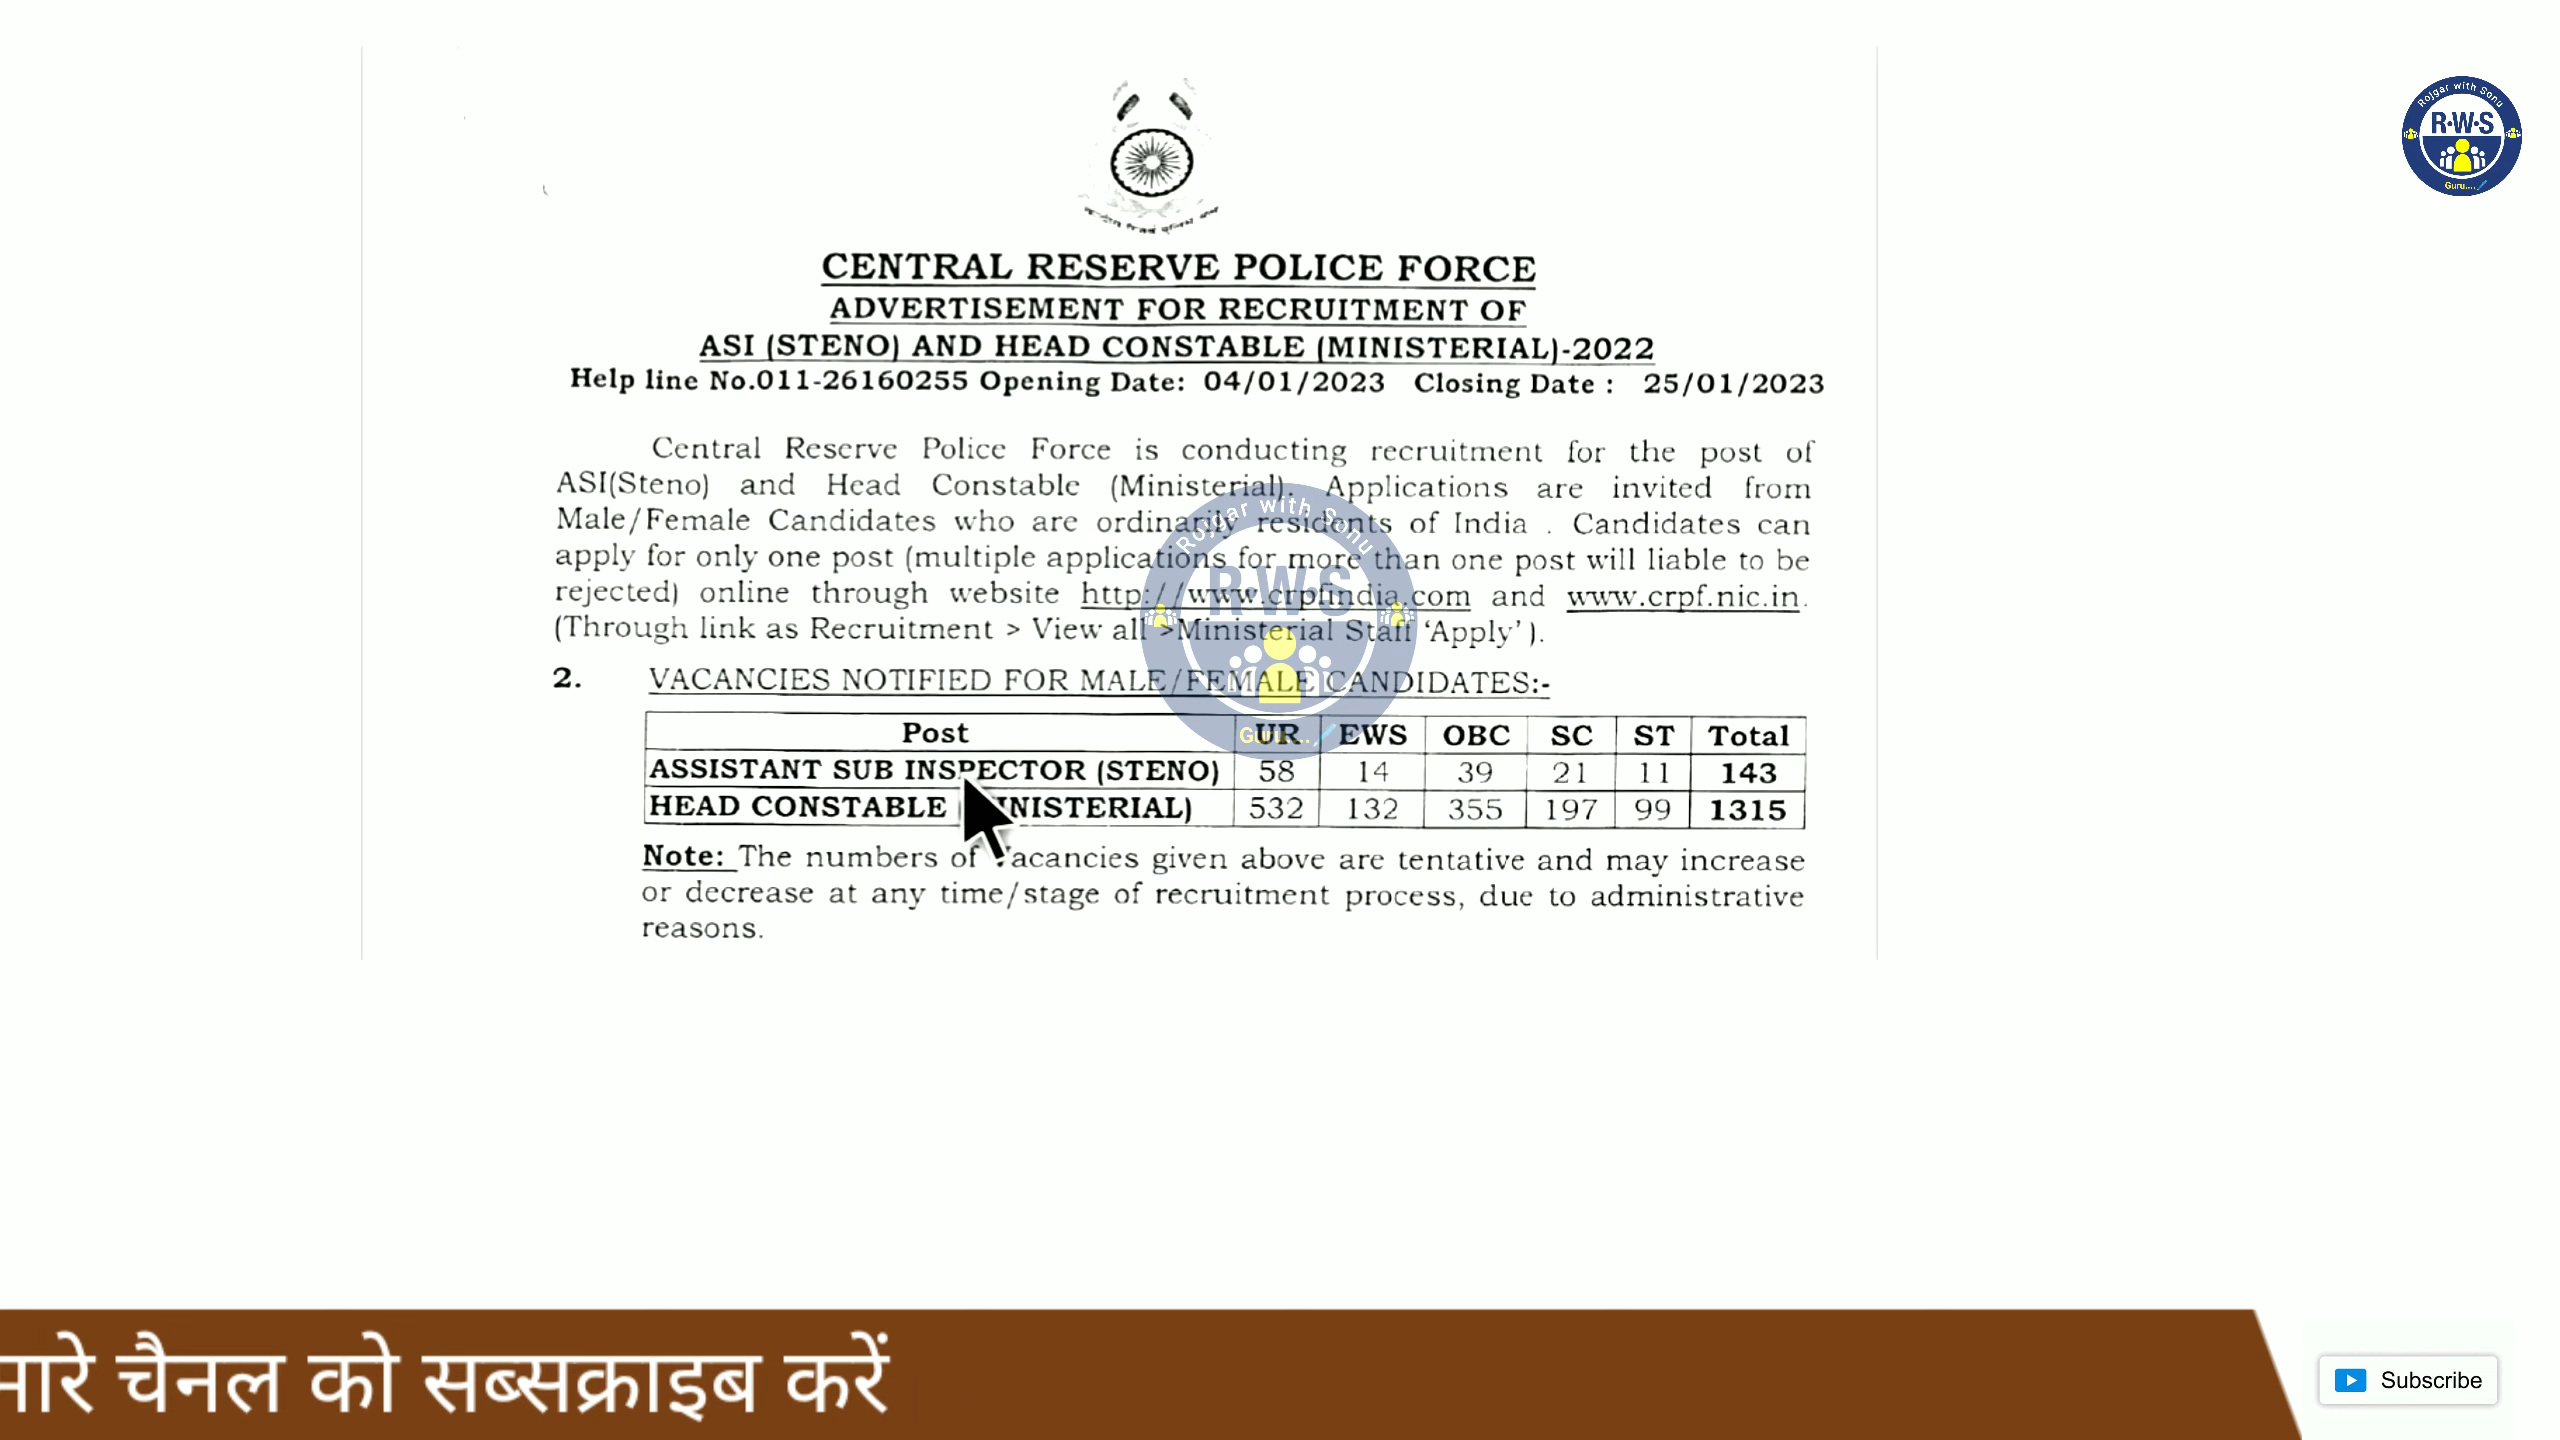 Rojgar with Sonu
R·W·S
Guru....
CENTRAL RESERVE POLICE FORCE
ADVERTISEMENT FOR RECRUITMENT OF
ASI (STENO) AND HEAD CONSTABLE (MINISTERIAL)-2022
Help line No.011-26160255 Opening Date: 04/01/2023 Closing Date : 25/01/2023
Central Reserve Police Force is conducting recruitment for the post of
ASI(Steno) and Head Constable (Ministerial). Applications are invited from
Male/Female Candidates who are ordinarily residents of India . Candidates can
apply for only one post (multiple applications for more than one post will liable to be
rejected) online through website http://www.crpfindia.com and www.crpf.nic.in.
(Through link as Recruitment > View all >Ministerial Staff ‘Apply’ ).
Rojgar with Sonu
R·W·S
Guru....
2. VACANCIES NOTIFIED FOR MALE/FEMALE CANDIDATES:-
Post UR EWS OBC SC ST Total
ASSISTANT SUB INSPECTOR (STENO) 58 14 39 21 11 143
HEAD CONSTABLE (MINISTERIAL) 532 132 355 197 99 1315
Note: The numbers of vacancies given above are tentative and may increase
or decrease at any time/stage of recruitment process, due to administrative
reasons.
मारे चैनल को सब्सक्राइब करें
Subscribe